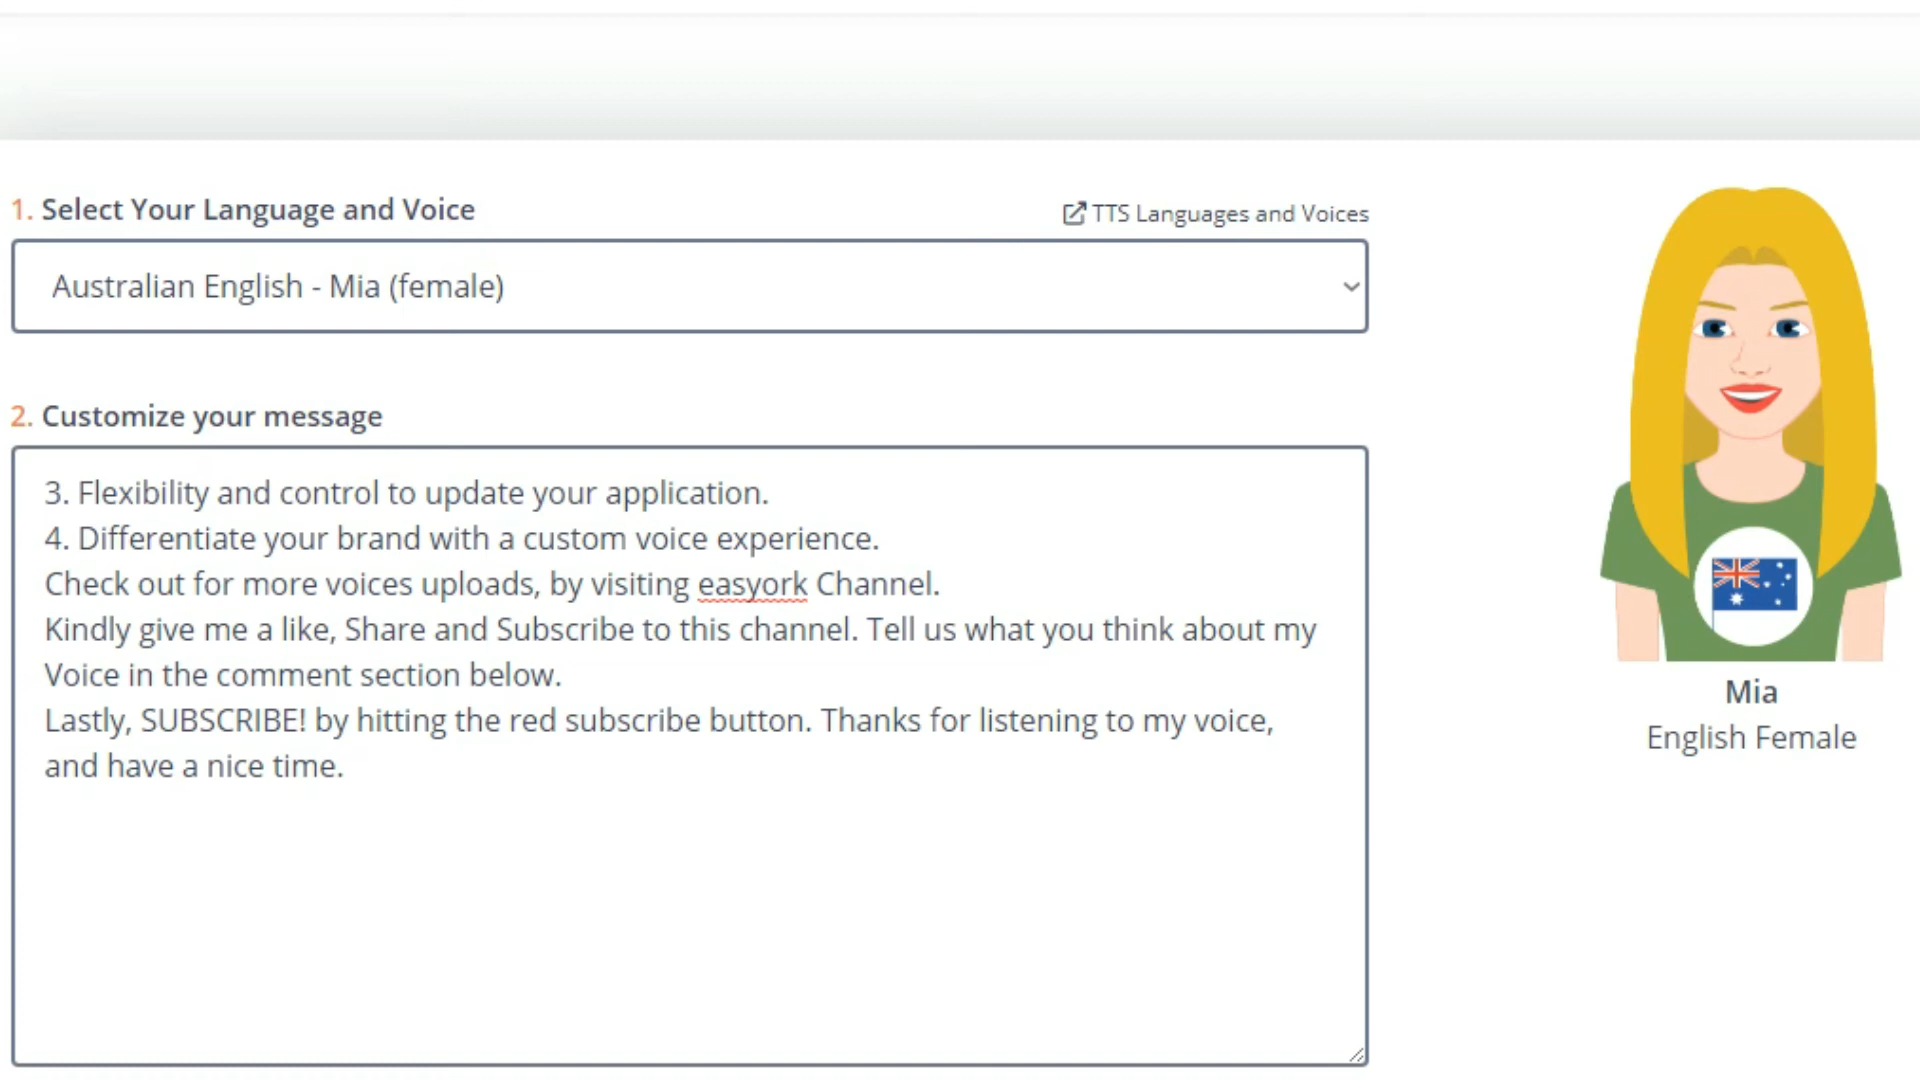 1. Select Your Language and Voice
TTS Languages and Voices
Australian English - Mia (female)
2. Customize your message
3. Flexibility and control to update your application.
4. Differentiate your brand with a custom voice experience.
Check out for more voices uploads, by visiting easyork Channel.
Kindly give me a like, Share and Subscribe to this channel. Tell us what you think about my
Voice in the comment section below.
Lastly, SUBSCRIBE! by hitting the red subscribe button. Thanks for listening to my voice,
and have a nice time.
Mia
English Female